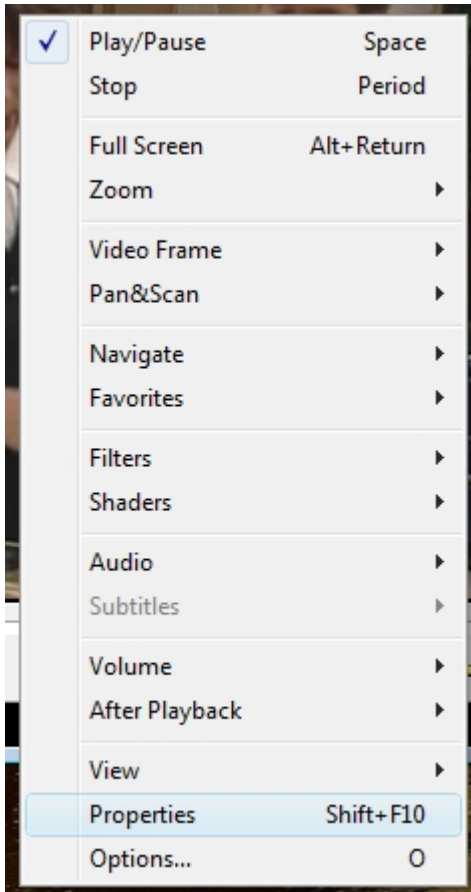 Play/Pause Space
Stop Period
Full Screen Alt+Return
Zoom
Video Frame
Pan&Scan
Navigate
Favorites
Filters
Shaders
Audio
Subtitles
Volume
After Playback
View
Properties Shift+F10
Options... O